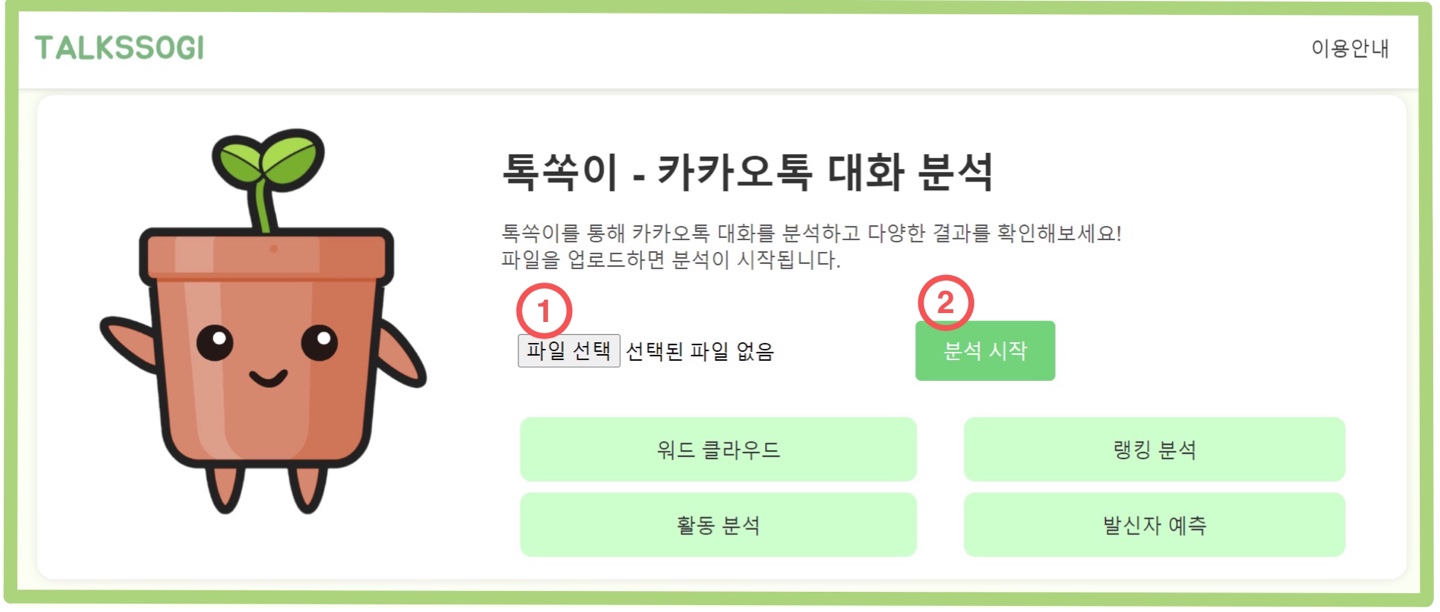 TALKSSOGI
이용안내
톡쏙이 - 카카오톡 대화 분석
톡쏙이를 통해 카카오톡 대화를 분석하고 다양한 결과를 확인해보세요!
파일을 업로드하면 분석이 시작됩니다.
1
2
파일 선택 선택된 파일 없음
분석 시작
워드 클라우드
랭킹 분석
활동 분석
발신자 예측